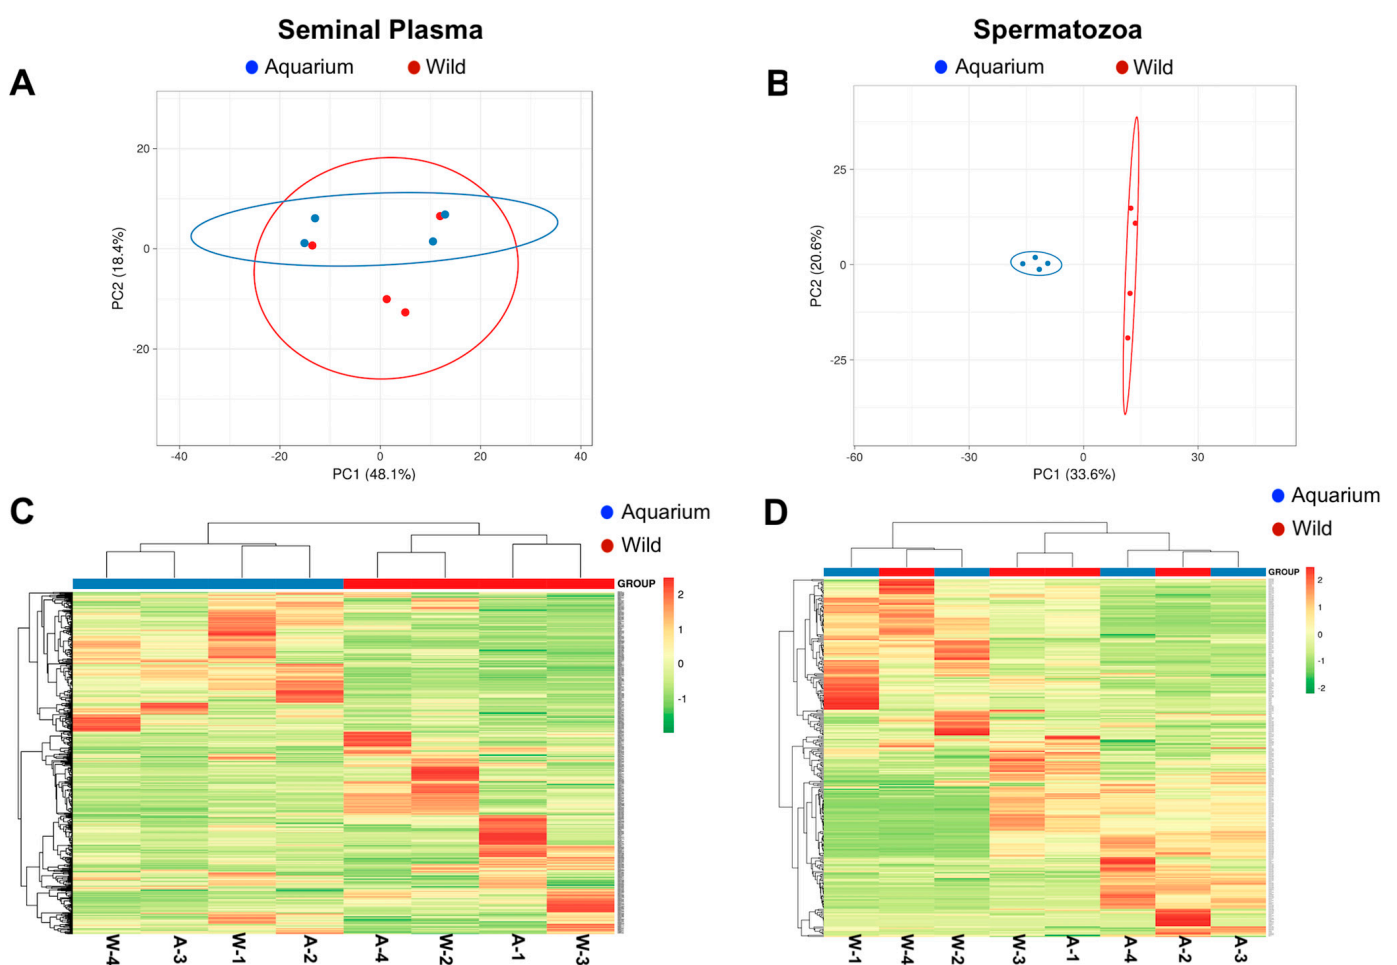 Seminal Plasma
Aquarium Wild
A
20
0
-20
PC2 (18.4%)
-40 -20 0 20 40
PC1 (48.1%)
Spermatozoa
Aquarium Wild
B
25
0
-25
PC2 (20.6%)
-60 -30 0 30
PC1 (33.6%)
C
Aquarium
Wild
GROUP
2
1
0
-1
W-4 A-3 W-1 A-2 A-4 W-2 A-1 W-3
D
Aquarium
Wild
GROUP
2
1
0
-1
-2
W-1 W-4 W-2 W-3 A-1 A-4 A-2 A-3